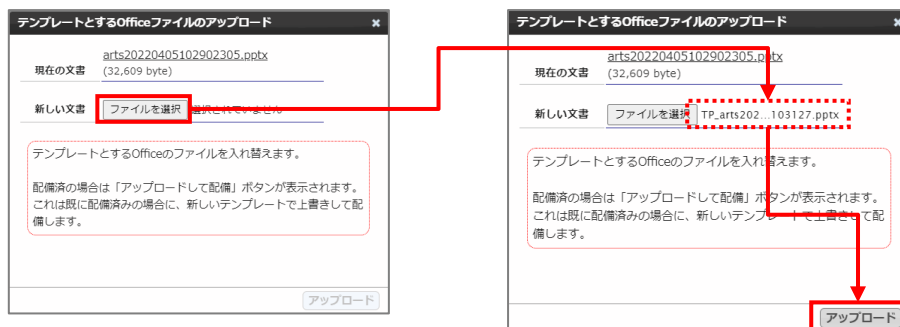 テンプレートとするOfficeファイルのアップロード ×
arts20220405102902305.pptx
現在の文書 (32,609 byte)
新しい文書 ファイルを選択 選択されていません
テンプレートとするOfficeのファイルを入れ替えます。
配備済の場合は「アップロードして配備」ボタンが表示されます。
これは既に配備済みの場合に、新しいテンプレートで上書きして配
備します。
アップロード
テンプレートとするOfficeファイルのアップロード ×
arts20220405102902305.pptx
現在の文書 (32,609 byte)
新しい文書 ファイルを選択 TP_arts202...103127.pptx
テンプレートとするOfficeのファイルを入れ替えます。
配備済の場合は「アップロードして配備」ボタンが表示されます。
これは既に配備済みの場合に、新しいテンプレートで上書きして配
備します。
アップロード